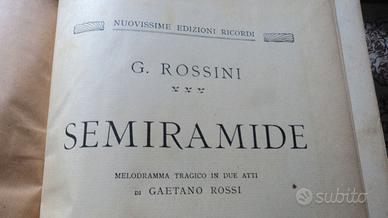 NUOVISSIME EDIZIONI RICORDI
G. ROSSINI
SEMIRAMIDE
MELODRAMMA TRAGICO IN DUE ATTI
DI GAETANO ROSSI
subito